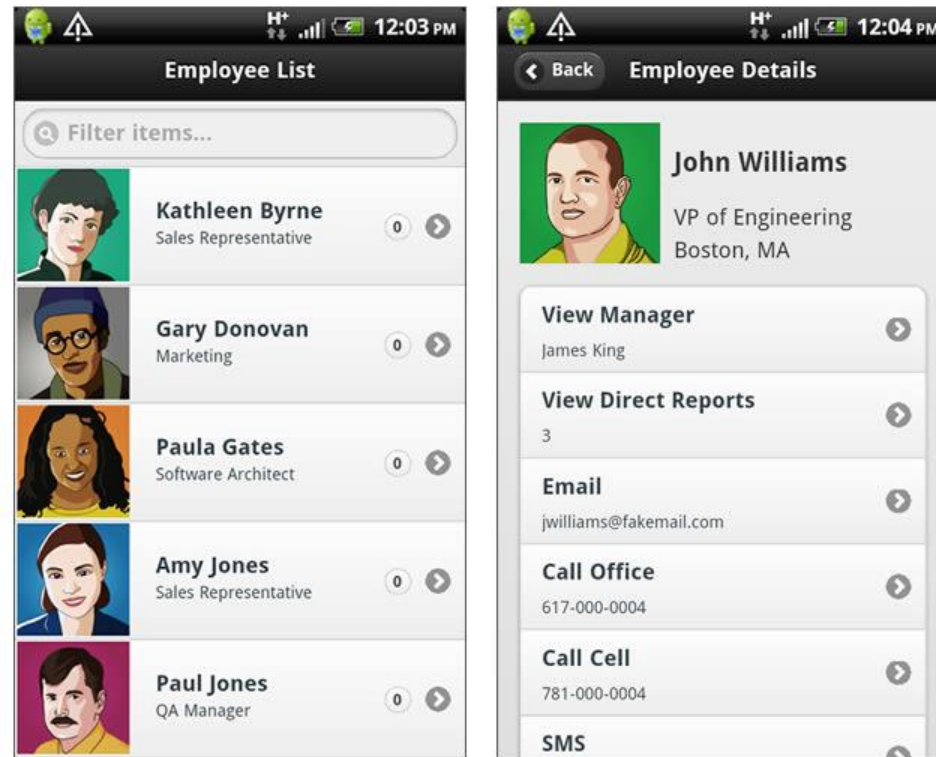 H+
12:03 PM
Employee List
Filter items...
Kathleen Byrne
Sales Representative
0
Gary Donovan
Marketing
0
Paula Gates
Software Architect
0
Amy Jones
Sales Representative
0
Paul Jones
QA Manager
0
H+
12:04 PM
Back
Employee Details
John Williams
VP of Engineering
Boston, MA
View Manager
James King
View Direct Reports
3
Email
jwilliams@fakemail.com
Call Office
617-000-0004
Call Cell
781-000-0004
SMS